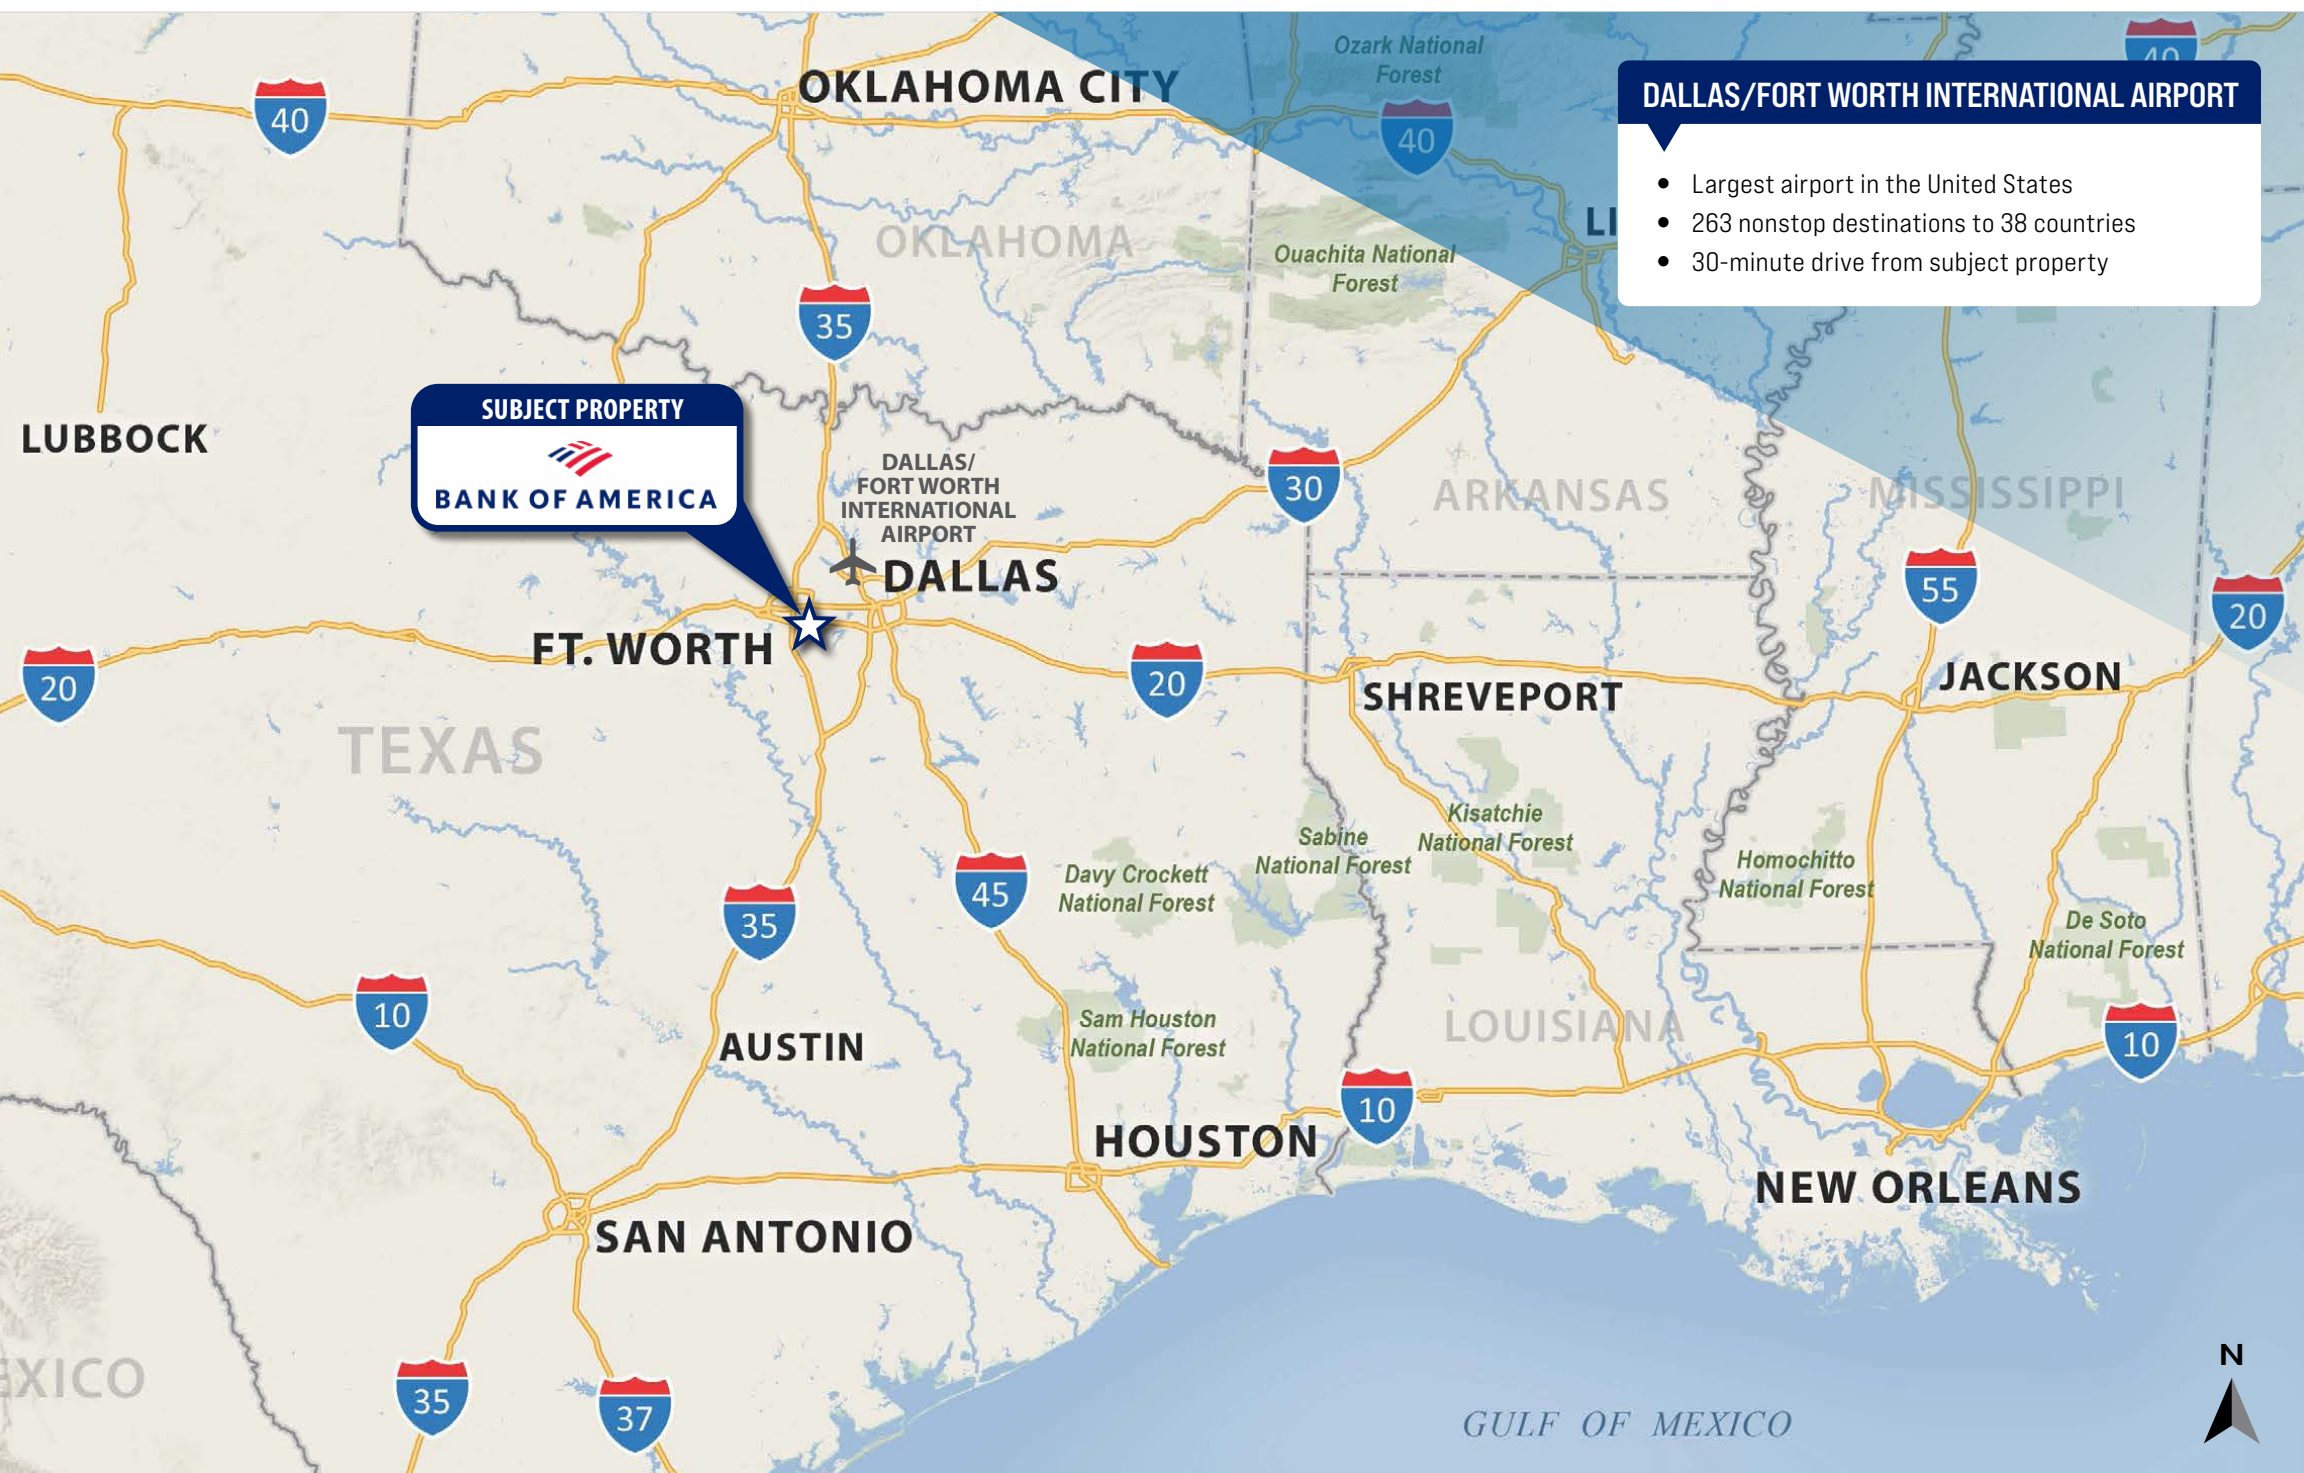 Ozark National
Forest
40
OKLAHOMA CITY
40
40
DALLAS/FORT WORTH INTERNATIONAL AIRPORT
• Largest airport in the United States
• 263 nonstop destinations to 38 countries
• 30-minute drive from subject property
LI
OKLAHOMA
Ouachita National
Forest
35
SUBJECT PROPERTY
BANK OF AMERICA
LUBBOCK
DALLAS/
FORT WORTH
INTERNATIONAL
AIRPORT
30
ARKANSAS
MISSISSIPPI
DALLAS
55
20
FT. WORTH
20
20
SHREVEPORT
JACKSON
TEXAS
Kisatchie
National Forest
Sabine
National Forest
Davy Crockett
National Forest
Homochitto
National Forest
45
35
De Soto
National Forest
10
Sam Houston
National Forest
LOUISIANA
10
AUSTIN
10
HOUSTON
NEW ORLEANS
SAN ANTONIO
EXICO
35
37
GULF OF MEXICO
N